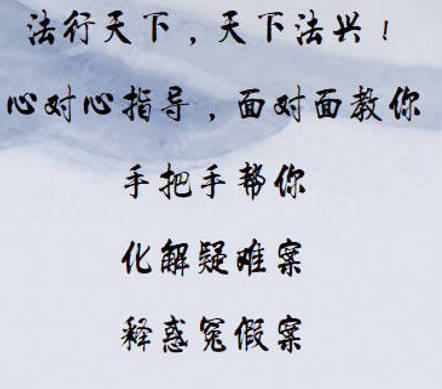 法行天下，天下法兴！
心对心指导，面对面教你
手把手帮你
化解疑难案
释惑冤假案